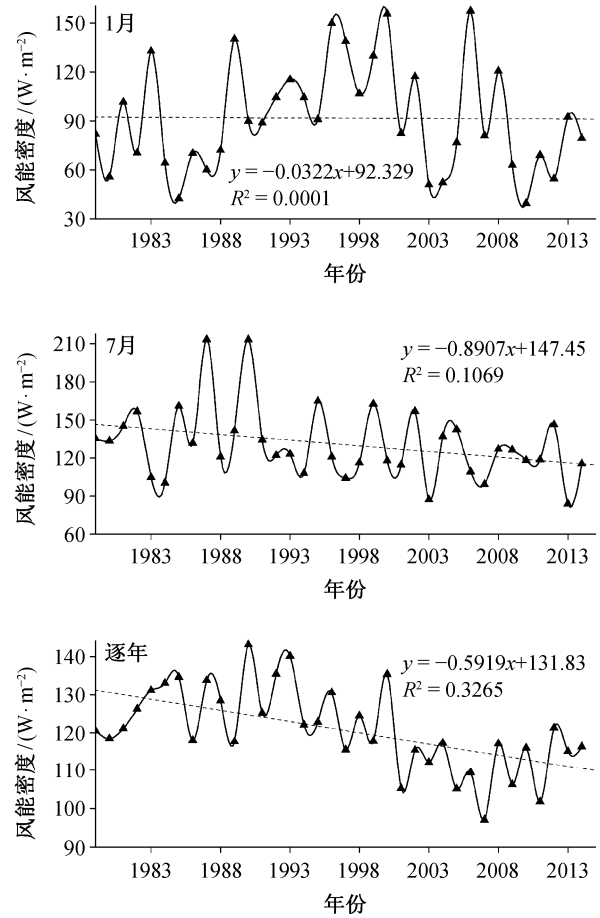 1月
风能密度/(W·m⁻²)
150
120
90
60
30
y = −0.0322x+92.329
R² = 0.0001
1983 1988 1993 1998 2003 2008 2013
年份
7月
风能密度/(W·m⁻²)
210
180
150
120
90
60
y = −0.8907x+147.45
R² = 0.1069
1983 1988 1993 1998 2003 2008 2013
年份
逐年
风能密度/(W·m⁻²)
140
130
120
110
100
90
y = −0.5919x+131.83
R² = 0.3265
1983 1988 1993 1998 2003 2008 2013
年份